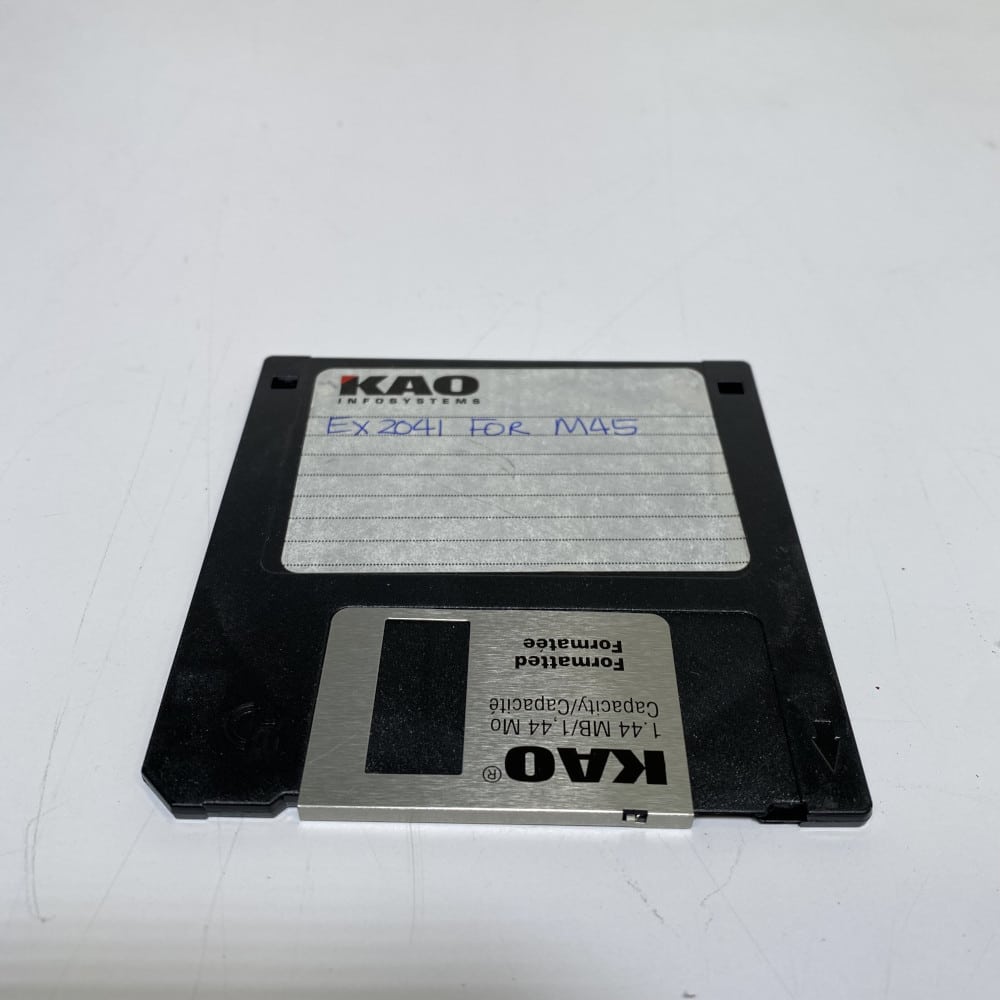 KAO
INFOSYSTEMS
Ex 2041 FOR M45
KAO®
1.44 MB/1,44 Mo
Capacity/Capacité
Formatted
Formatée